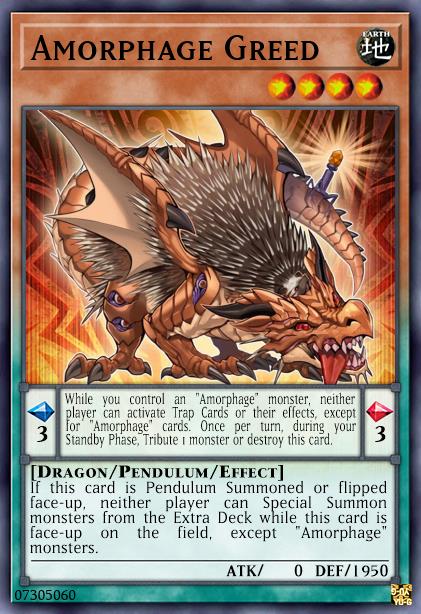 AMORPHAGE GREED
EARTH
地
While you control an "Amorphage" monster, neither
player can activate Trap Cards or their effects, except
for "Amorphage" cards. Once per turn, during your
Standby Phase, Tribute 1 monster or destroy this card.
3
3
[DRAGON/PENDULUM/EFFECT]
If this card is Pendulum Summoned or flipped
face-up, neither player can Special Summon
monsters from the Extra Deck while this card is
face-up on the field, except "Amorphage"
monsters.
ATK/ 0 DEF/1950
07305060